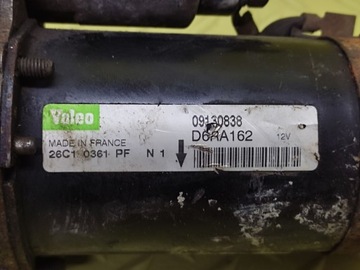 Valeo
09130838
D6RA162 12V
MADE IN FRANCE
26C1 0361 PF N 1